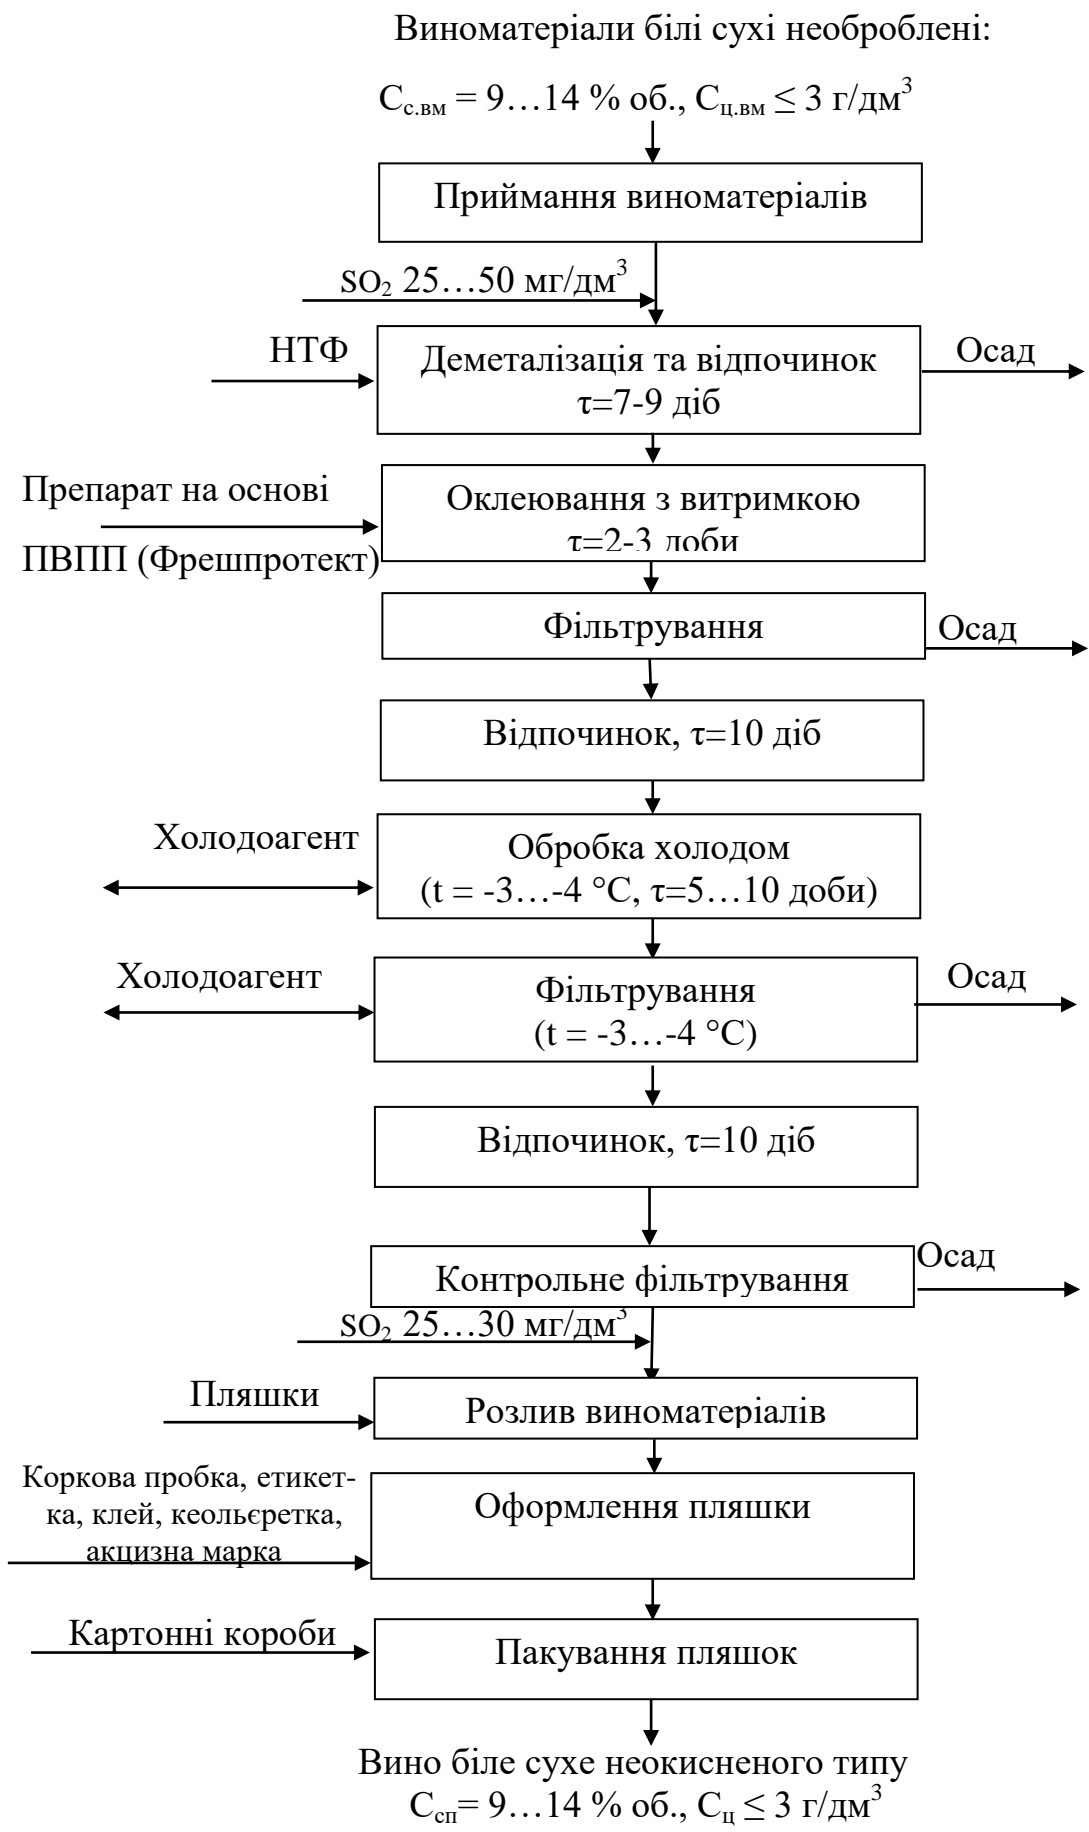 Виноматеріали білі сухі необроблені:
С с.вм = 9…14 % об., С ц.вм ≤ 3 г/дм³
Приймання виноматеріалів
SO₂ 25…50 мг/дм³
НТФ
Деметалізація та відпочинок
τ=7-9 діб
Осад
Препарат на основі
ПВПП (Фрешпротект)
Оклеювання з витримкою
τ=2-3 доби
Фільтрування
Осад
Відпочинок, τ=10 діб
Холодоагент
Обробка холодом
(t = -3…-4 °С, τ=5…10 доби)
Холодоагент
Фільтрування
(t = -3…-4 °С)
Осад
Відпочинок, τ=10 діб
Контрольне фільтрування
Осад
SO₂ 25…30 мг/дм³
Пляшки
Розлив виноматеріалів
Коркова пробка, етикет-
ка, клей, кеольєретка,
акцизна марка
Оформлення пляшки
Картонні короби
Пакування пляшок
Вино біле сухе неокисненого типу
С сп= 9…14 % об., С ц ≤ 3 г/дм³